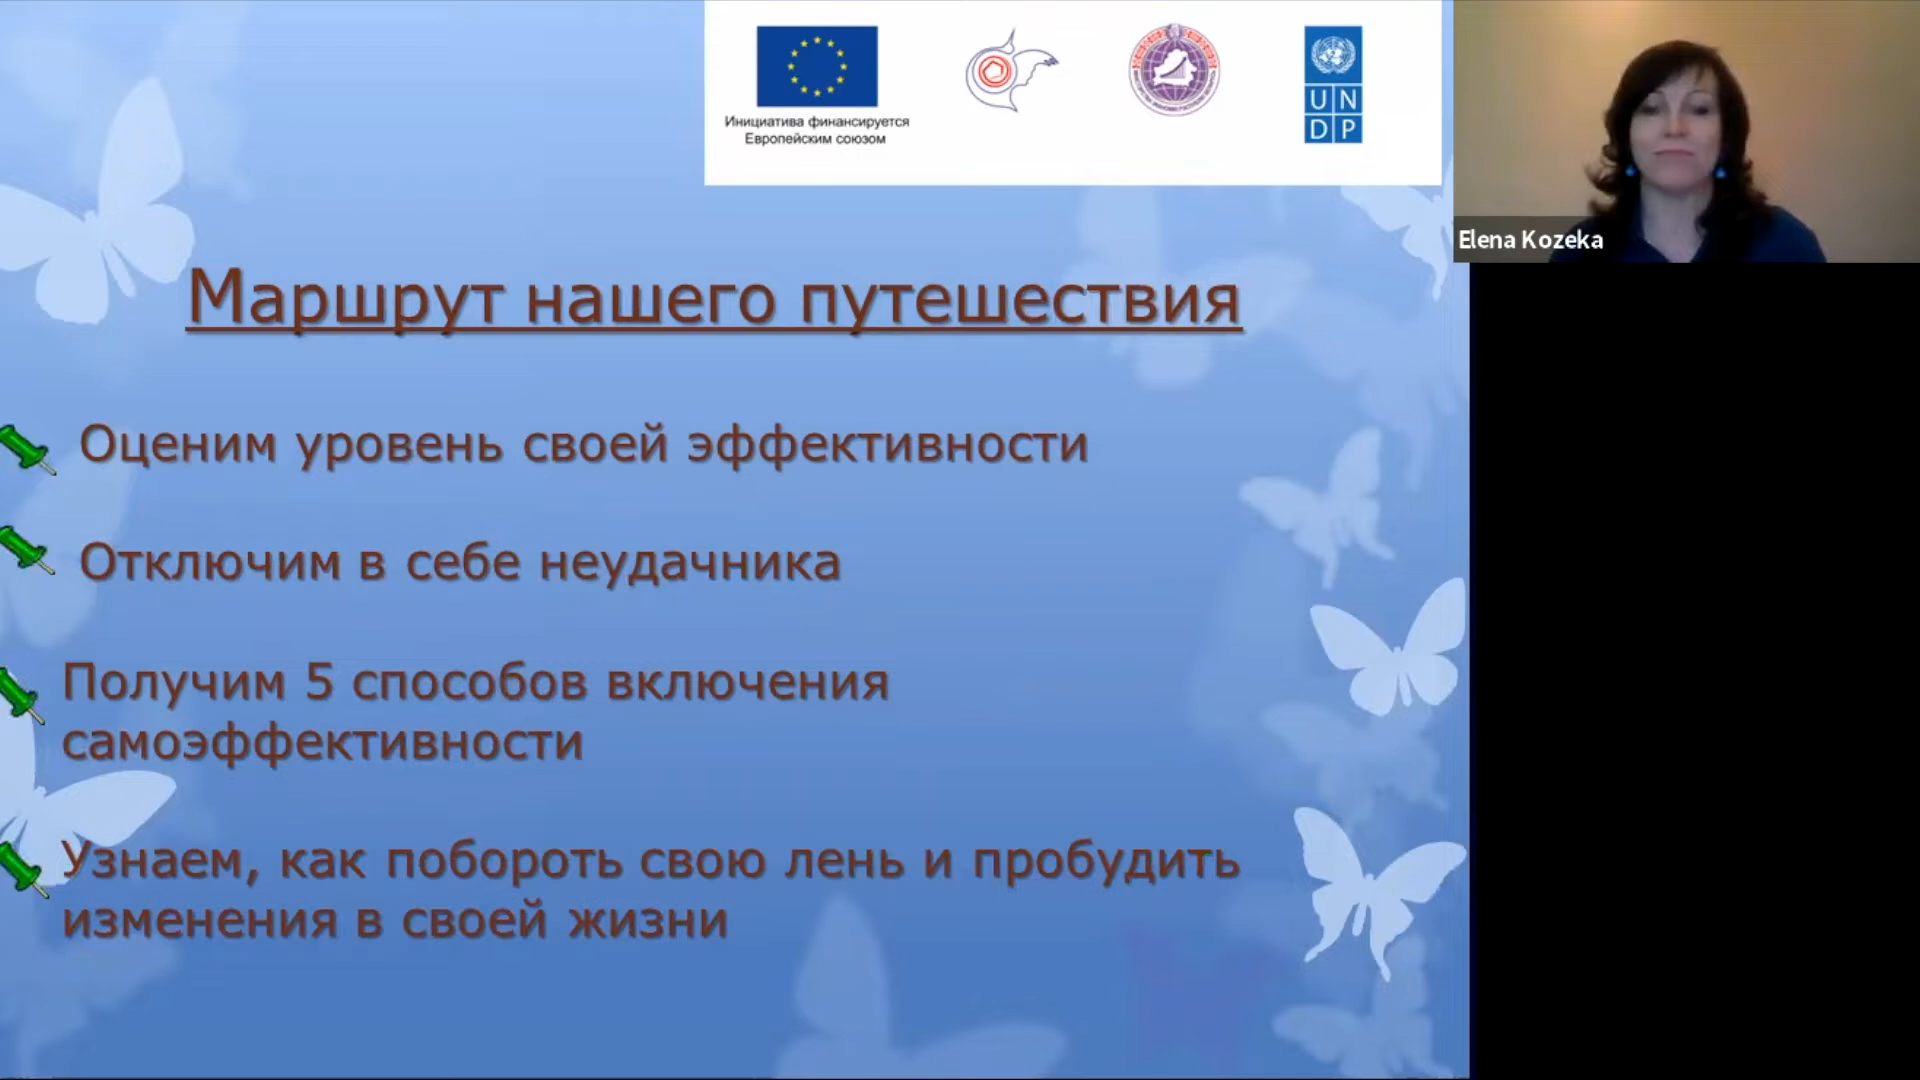 Инициатива финансируется
Европейским союзом
UN
DP
Elena Kozeka
Маршрут нашего путешествия
Оценим уровень своей эффективности
Отключим в себе неудачника
Получим 5 способов включения
самоэффективности
Узнаем, как побороть свою лень и пробудить
изменения в своей жизни